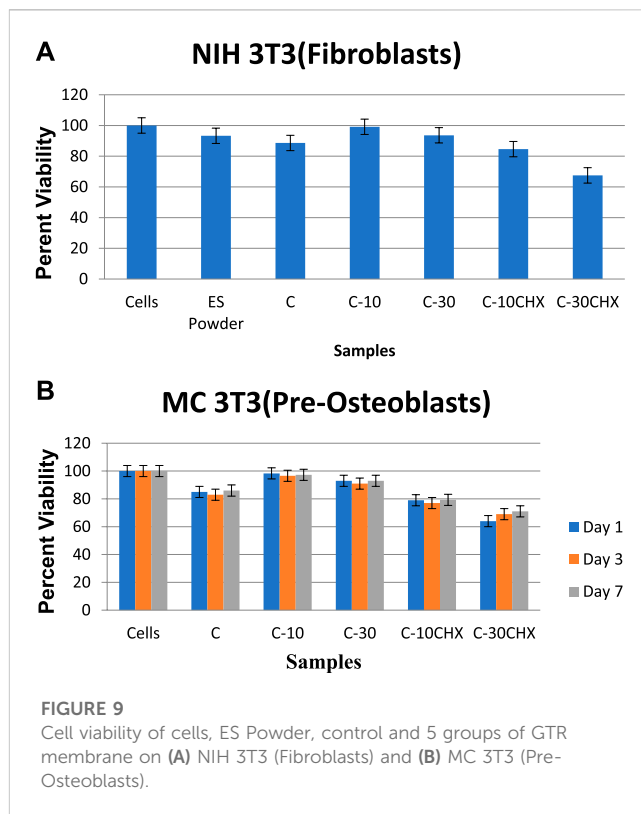 A
NIH 3T3(Fibroblasts)
Perent Viability
120
100
80
60
40
20
0
Cells ES Powder C C-10 C-30 C-10CHX C-30CHX
Samples
B
MC 3T3(Pre-Osteoblasts)
Percent Viability
120
100
80
60
40
20
0
Cells C C-10 C-30 C-10CHX C-30CHX
Samples
Day 1
Day 3
Day 7
FIGURE 9
Cell viability of cells, ES Powder, control and 5 groups of GTR
membrane on (A) NIH 3T3 (Fibroblasts) and (B) MC 3T3 (Pre-
Osteoblasts).